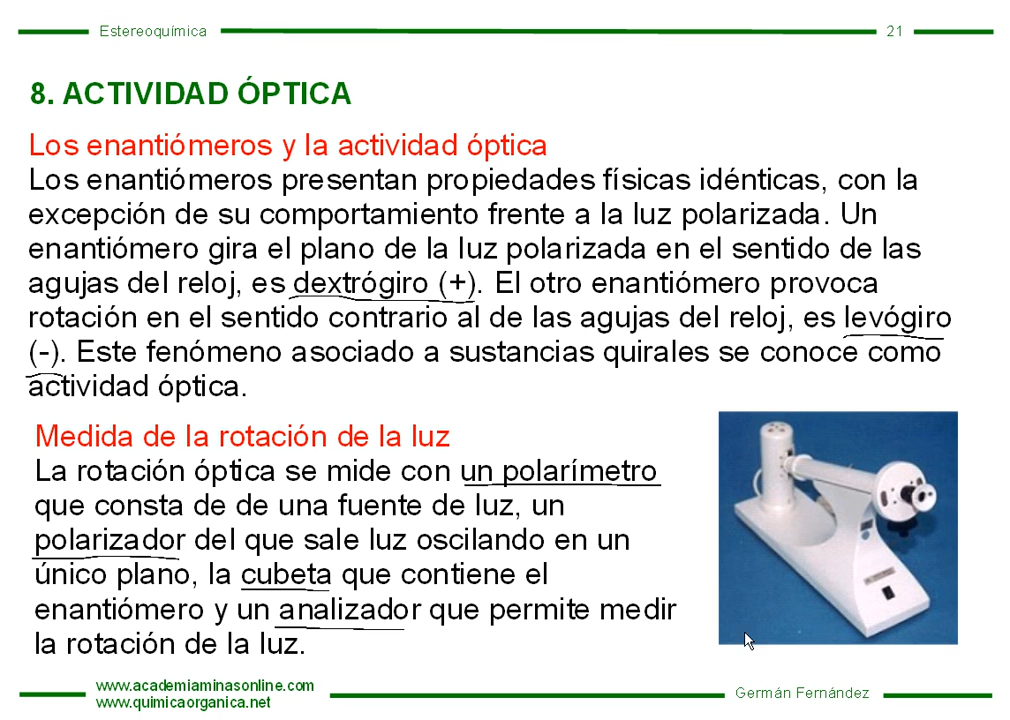 Estereoquímica 21
8. ACTIVIDAD ÓPTICA
Los enantiómeros y la actividad óptica
Los enantiómeros presentan propiedades físicas idénticas, con la
excepción de su comportamiento frente a la luz polarizada. Un
enantiómero gira el plano de la luz polarizada en el sentido de las
agujas del reloj, es dextrógiro (+). El otro enantiómero provoca
rotación en el sentido contrario al de las agujas del reloj, es levógiro
(-). Este fenómeno asociado a sustancias quirales se conoce como
actividad óptica.
Medida de la rotación de la luz
La rotación óptica se mide con un polarímetro
que consta de de una fuente de luz, un
polarizador del que sale luz oscilando en un
único plano, la cubeta que contiene el
enantiómero y un analizador que permite medir
la rotación de la luz.
www.academiaminasonline.com
www.quimicaorganica.net
Germán Fernández